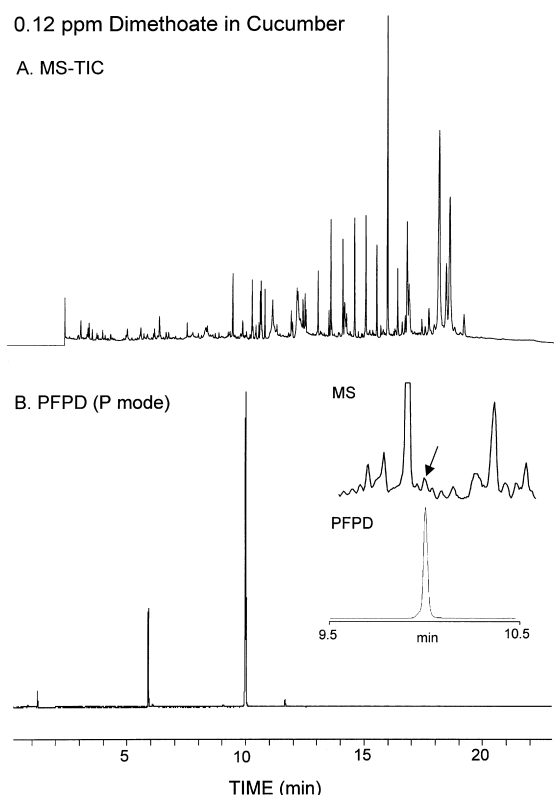 0.12 ppm Dimethoate in Cucumber
A. MS-TIC
B. PFPD (P mode)
MS
PFPD
9.5 min 10.5
5 10 15 20
TIME (min)